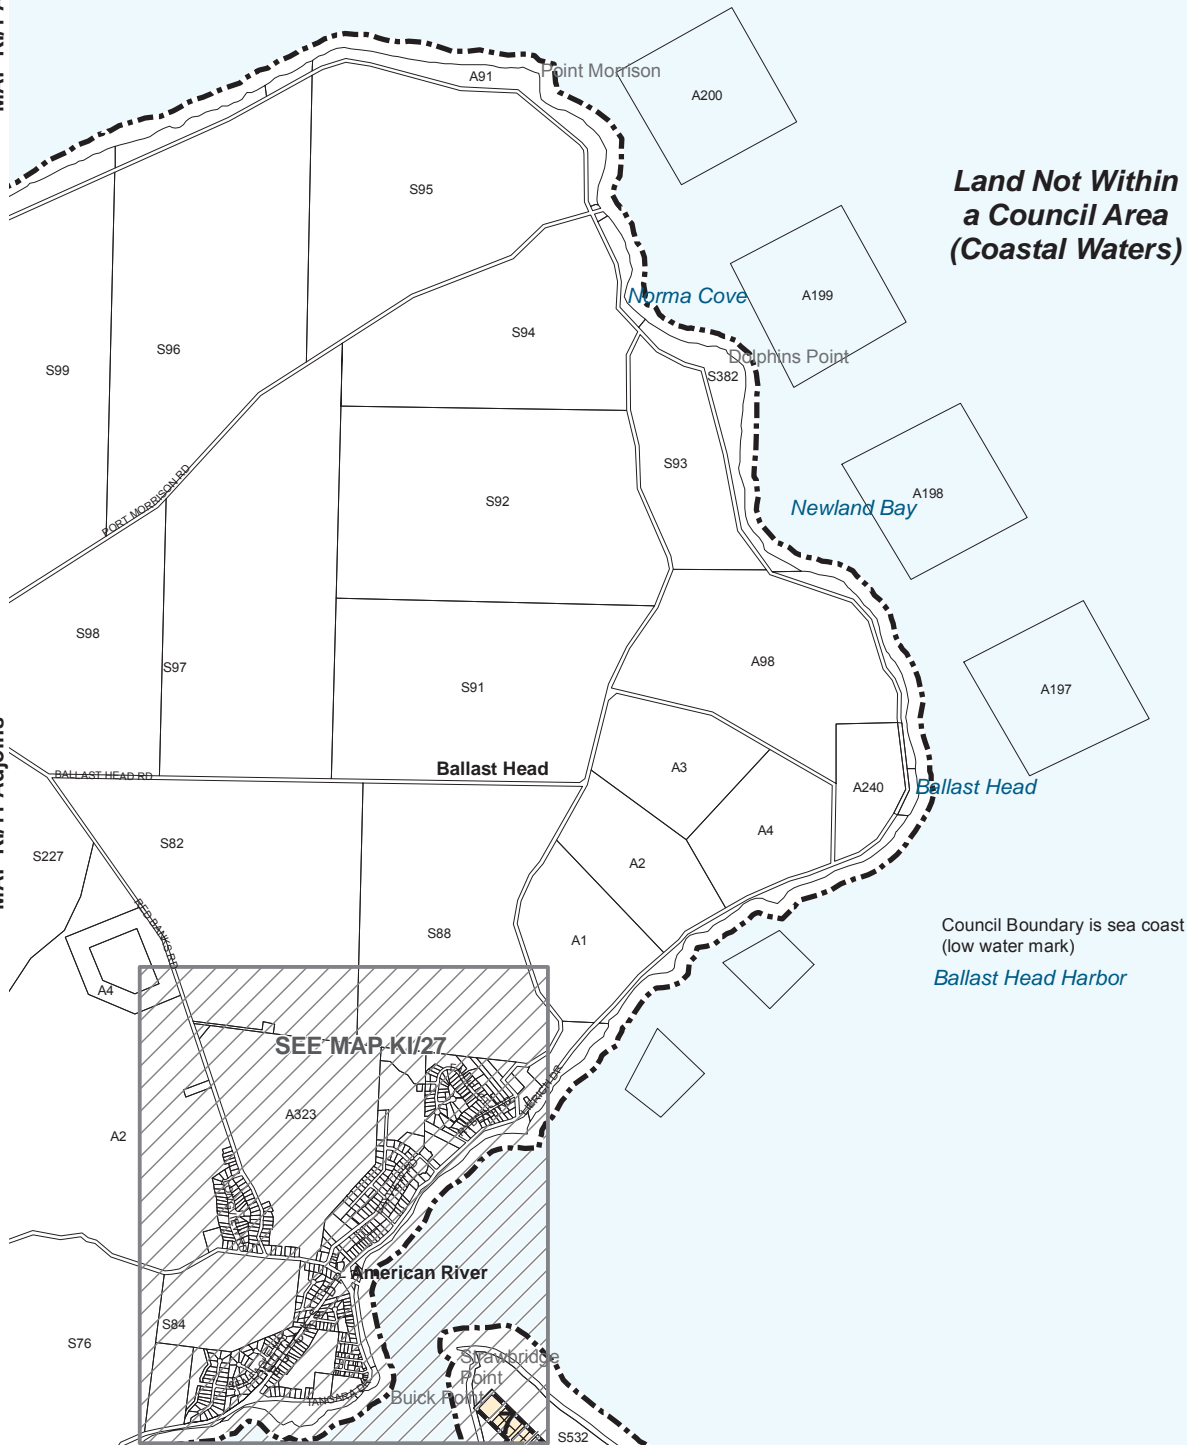 Point Morrison
A91
A200
Land Not Within
a Council Area
(Coastal Waters)
S95
Norma Cove
A199
S94
S96
S99
Dolphins Point
S382
S93
A198
S92
Newland Bay
PORT MORRISON RD
S98
S97
A98
S91
A197
BALLAST HEAD RD
Ballast Head
A3
A240
Ballast Head
S82
A4
S227
A2
RED BANKS RD
S88
A1
Council Boundary is sea coast
(low water mark)
Ballast Head Harbor
A4
SEE MAP KI/27
A323
A2
American River
S84
S76
Strawbridge
Point
Buick Point
TANGARA DR
S532